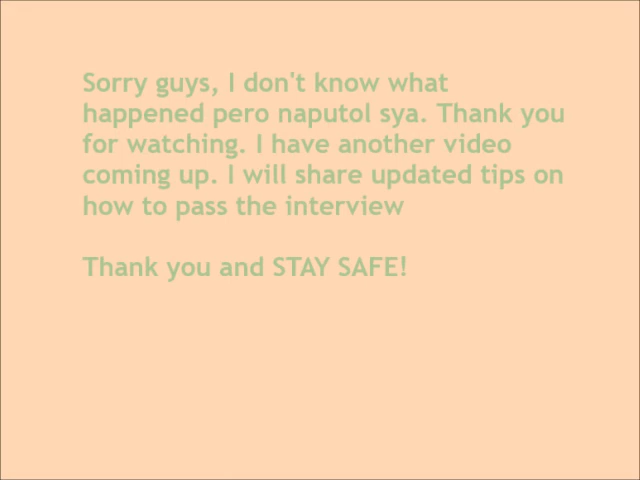 Sorry guys, I don't know what
happened pero naputol sya. Thank you
for watching. I have another video
coming up. I will share updated tips on
how to pass the interview
Thank you and STAY SAFE!